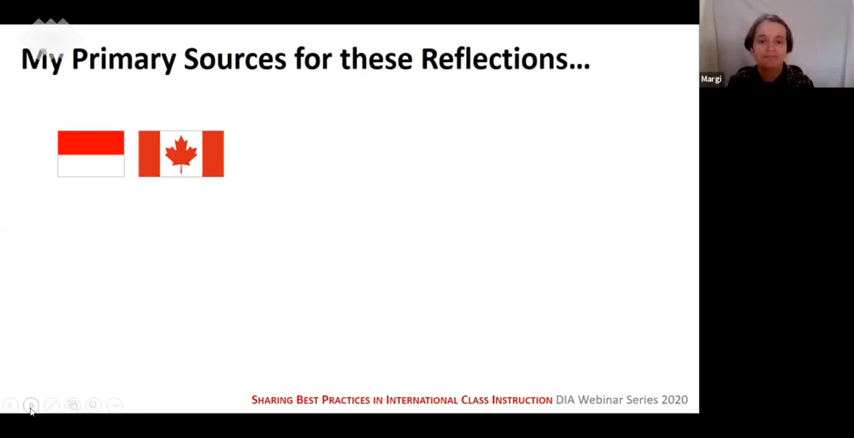 My Primary Sources for these Reflections...
Margi
SHARING BEST PRACTICES IN INTERNATIONAL CLASS INSTRUCTION DIA Webinar Series 2020